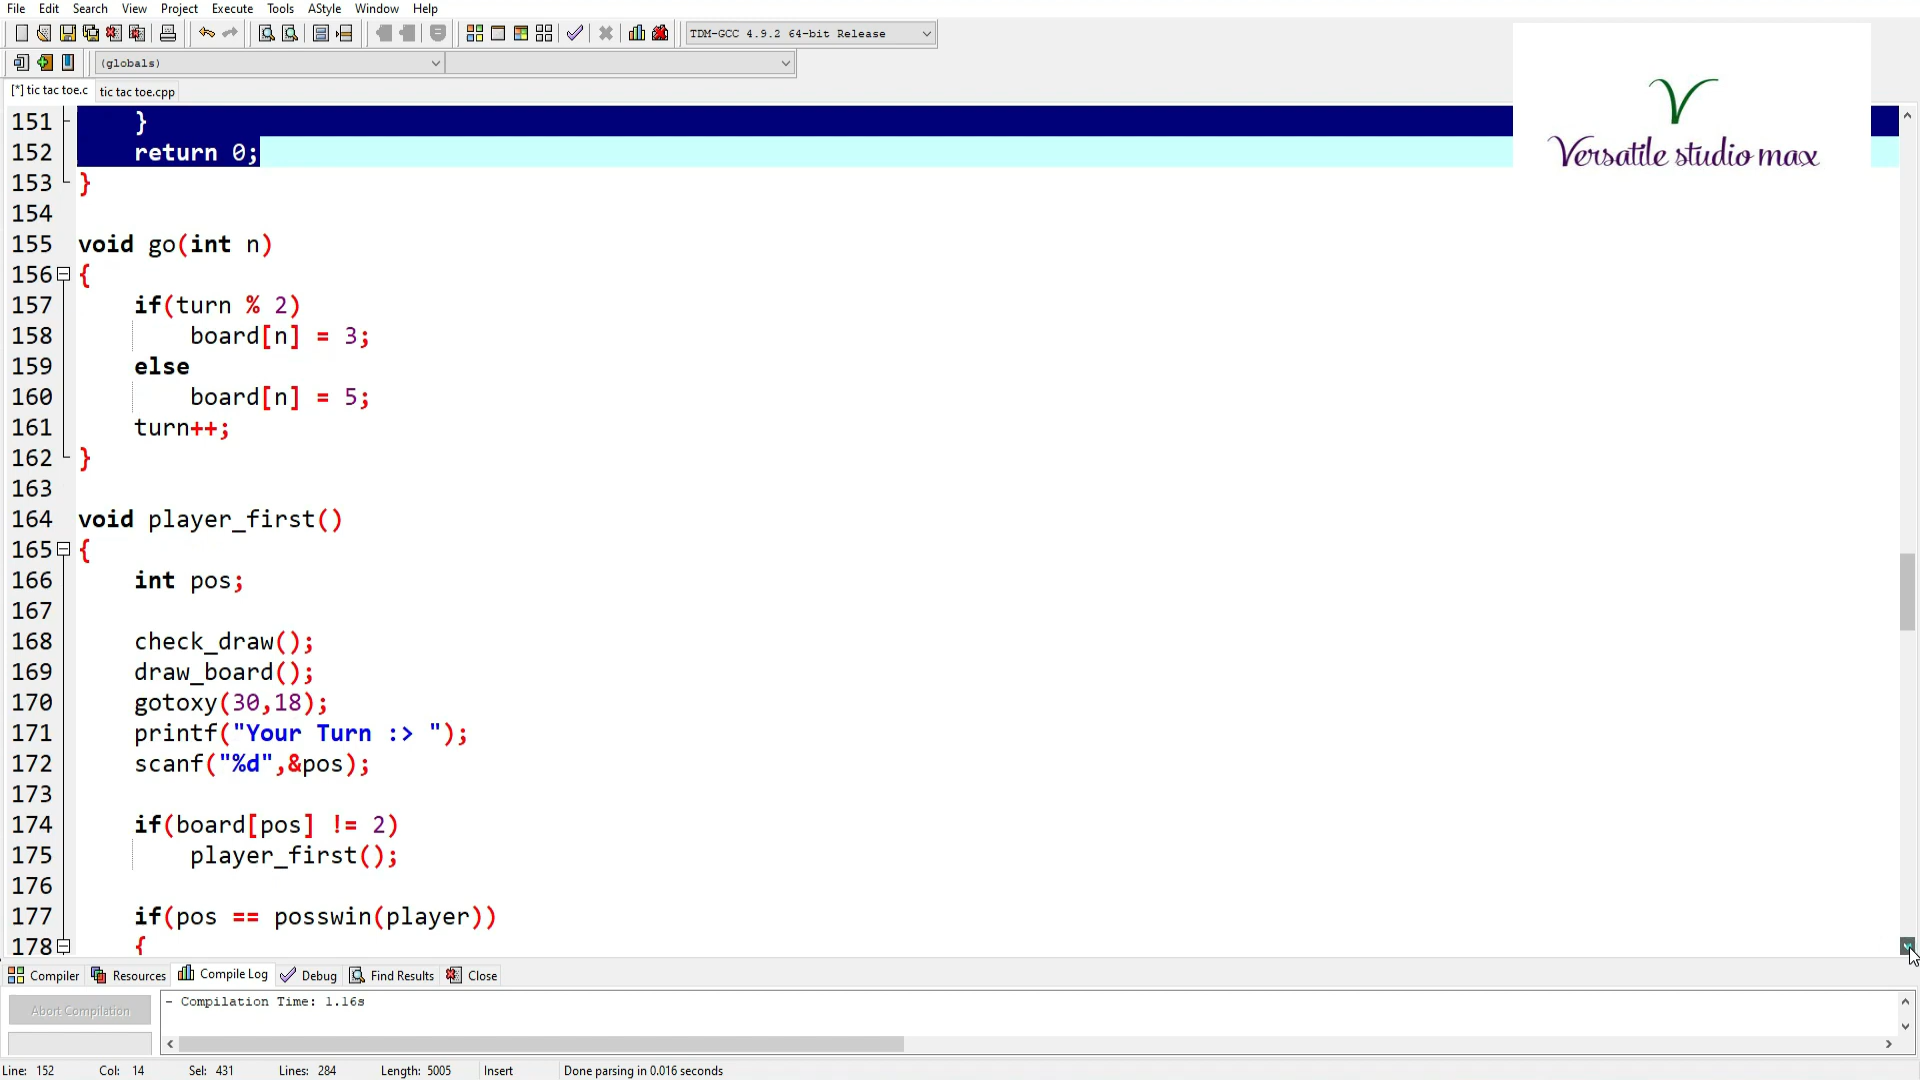 File Edit Search View Project Execute Tools AStyle Window Help
TDM-GCC 4.9.2 64-bit Release
(globals)
[*] tic tac toe.c tic tac toe.cpp
Versatile studio max
151 }
152 return 0;
153 }
154
155 void go(int n)
156 {
157 if(turn % 2)
158 board[n] = 3;
159 else
160 board[n] = 5;
161 turn++;
162 }
163
164 void player_first()
165 {
166 int pos;
167
168 check_draw();
169 draw_board();
170 gotoxy(30,18);
171 printf("Your Turn :> ");
172 scanf("%d",&pos);
173
174 if(board[pos] != 2)
175 player_first();
176
177 if(pos == posswin(player))
178 {
Compiler Resources Compile Log Debug Find Results Close
Abort Compilation
- Compilation Time: 1.16s
Line: 152 Col: 14 Sel: 431 Lines: 284 Length: 5005 Insert Done parsing in 0.016 seconds